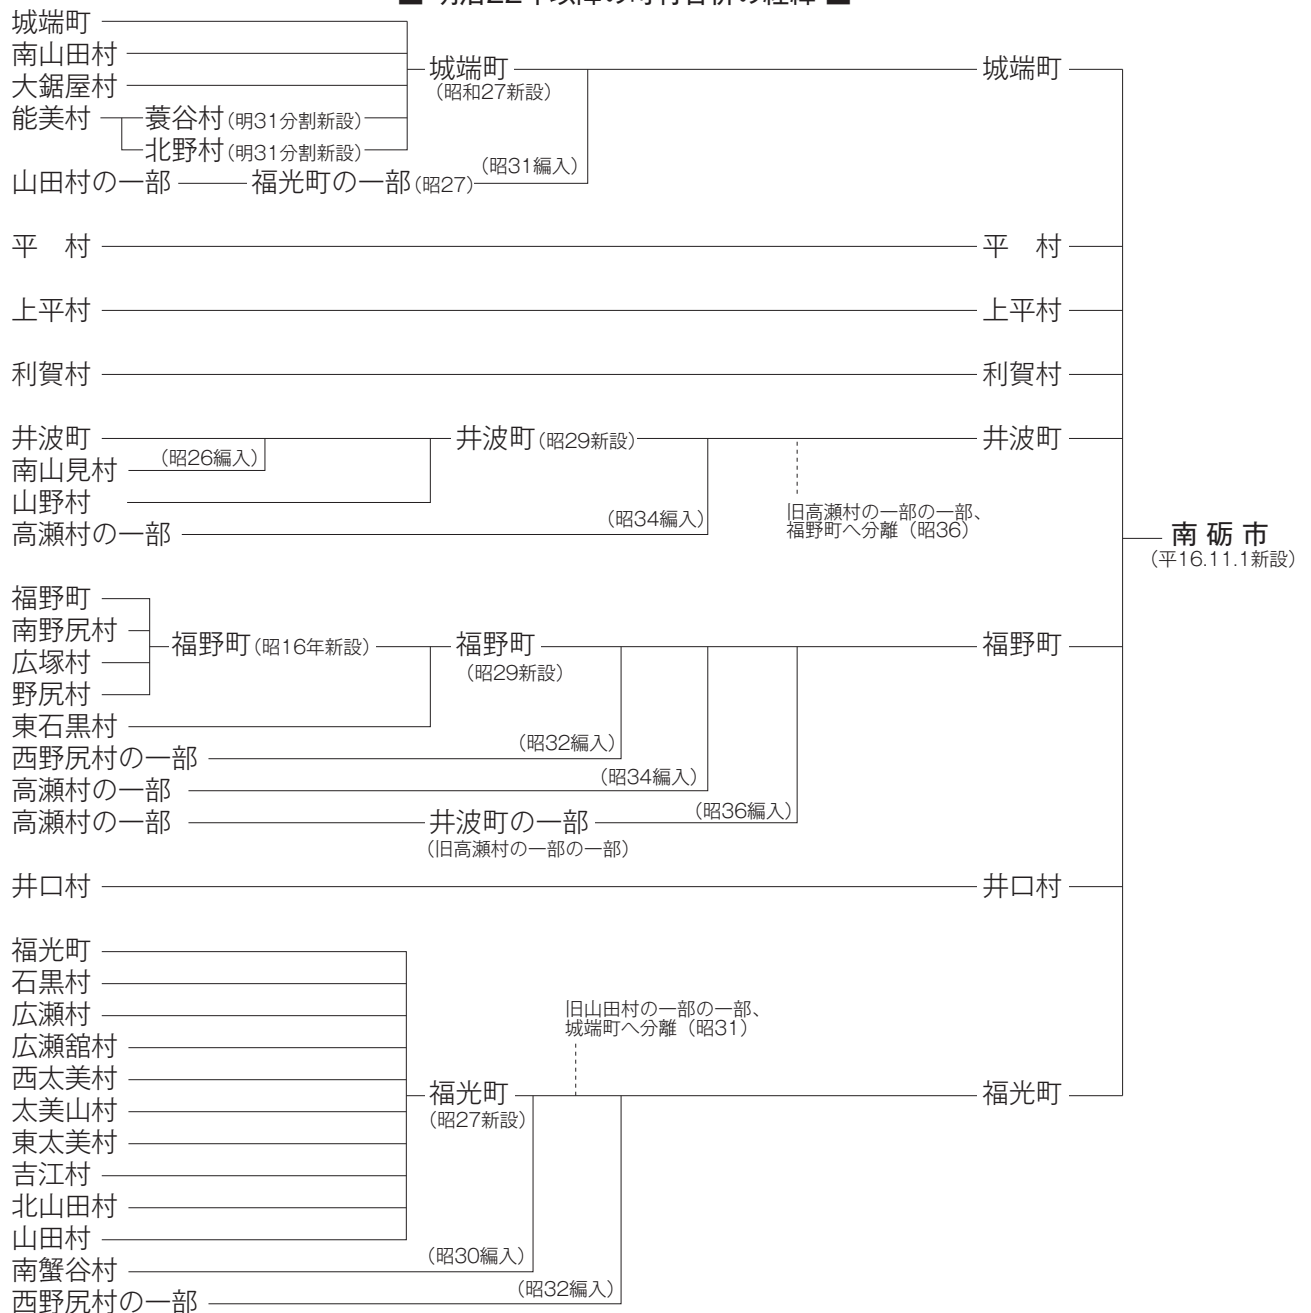 ■ 明治22年以降の町村合併の経緯 ■
城端町
南山田村
大鋸屋村
能美村
蓑谷村(明31分割新設)
北野村(明31分割新設)
城端町
(昭和27新設)
城端町
山田村の一部
福光町の一部(昭27)
(昭31編入)
平　村
平　村
上平村
上平村
利賀村
利賀村
井波町
井波町(昭29新設)
井波町
南山見村
(昭26編入)
山野村
高瀬村の一部
(昭34編入)
旧高瀬村の一部の一部、
福野町へ分離(昭36)
南 砺 市
(平16.11.1新設)
福野町
南野尻村
広塚村
野尻村
福野町(昭16年新設)
福野町
(昭29新設)
福野町
東石黒村
西野尻村の一部
(昭32編入)
高瀬村の一部
(昭34編入)
高瀬村の一部
井波町の一部
(旧高瀬村の一部の一部)
(昭36編入)
井口村
井口村
福光町
石黒村
広瀬村
広瀬舘村
西太美村
太美山村
東太美村
吉江村
北山田村
山田村
福光町
(昭27新設)
旧山田村の一部の一部、
城端町へ分離(昭31)
福光町
南蟹谷村
(昭30編入)
西野尻村の一部
(昭32編入)